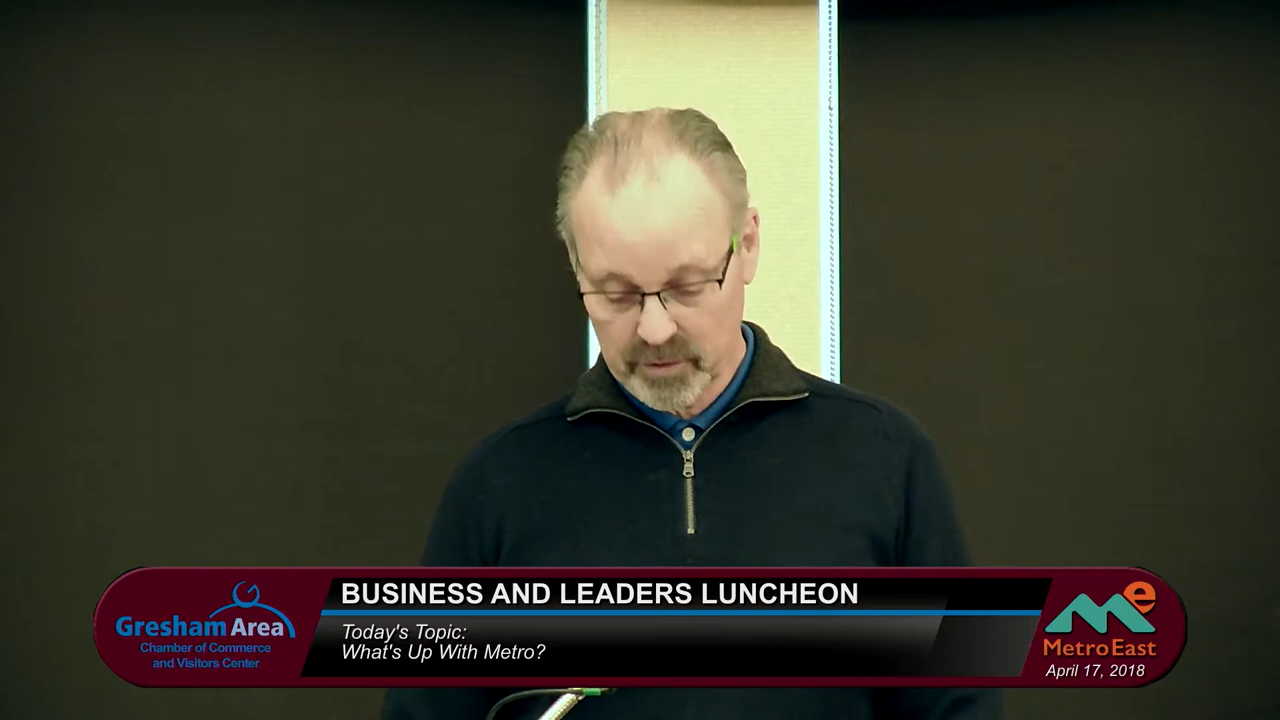 BUSINESS AND LEADERS LUNCHEON
Gresham Area
Chamber of Commerce
and Visitors Center
Today's Topic:
What's Up With Metro?
me
MetroEast
April 17, 2018